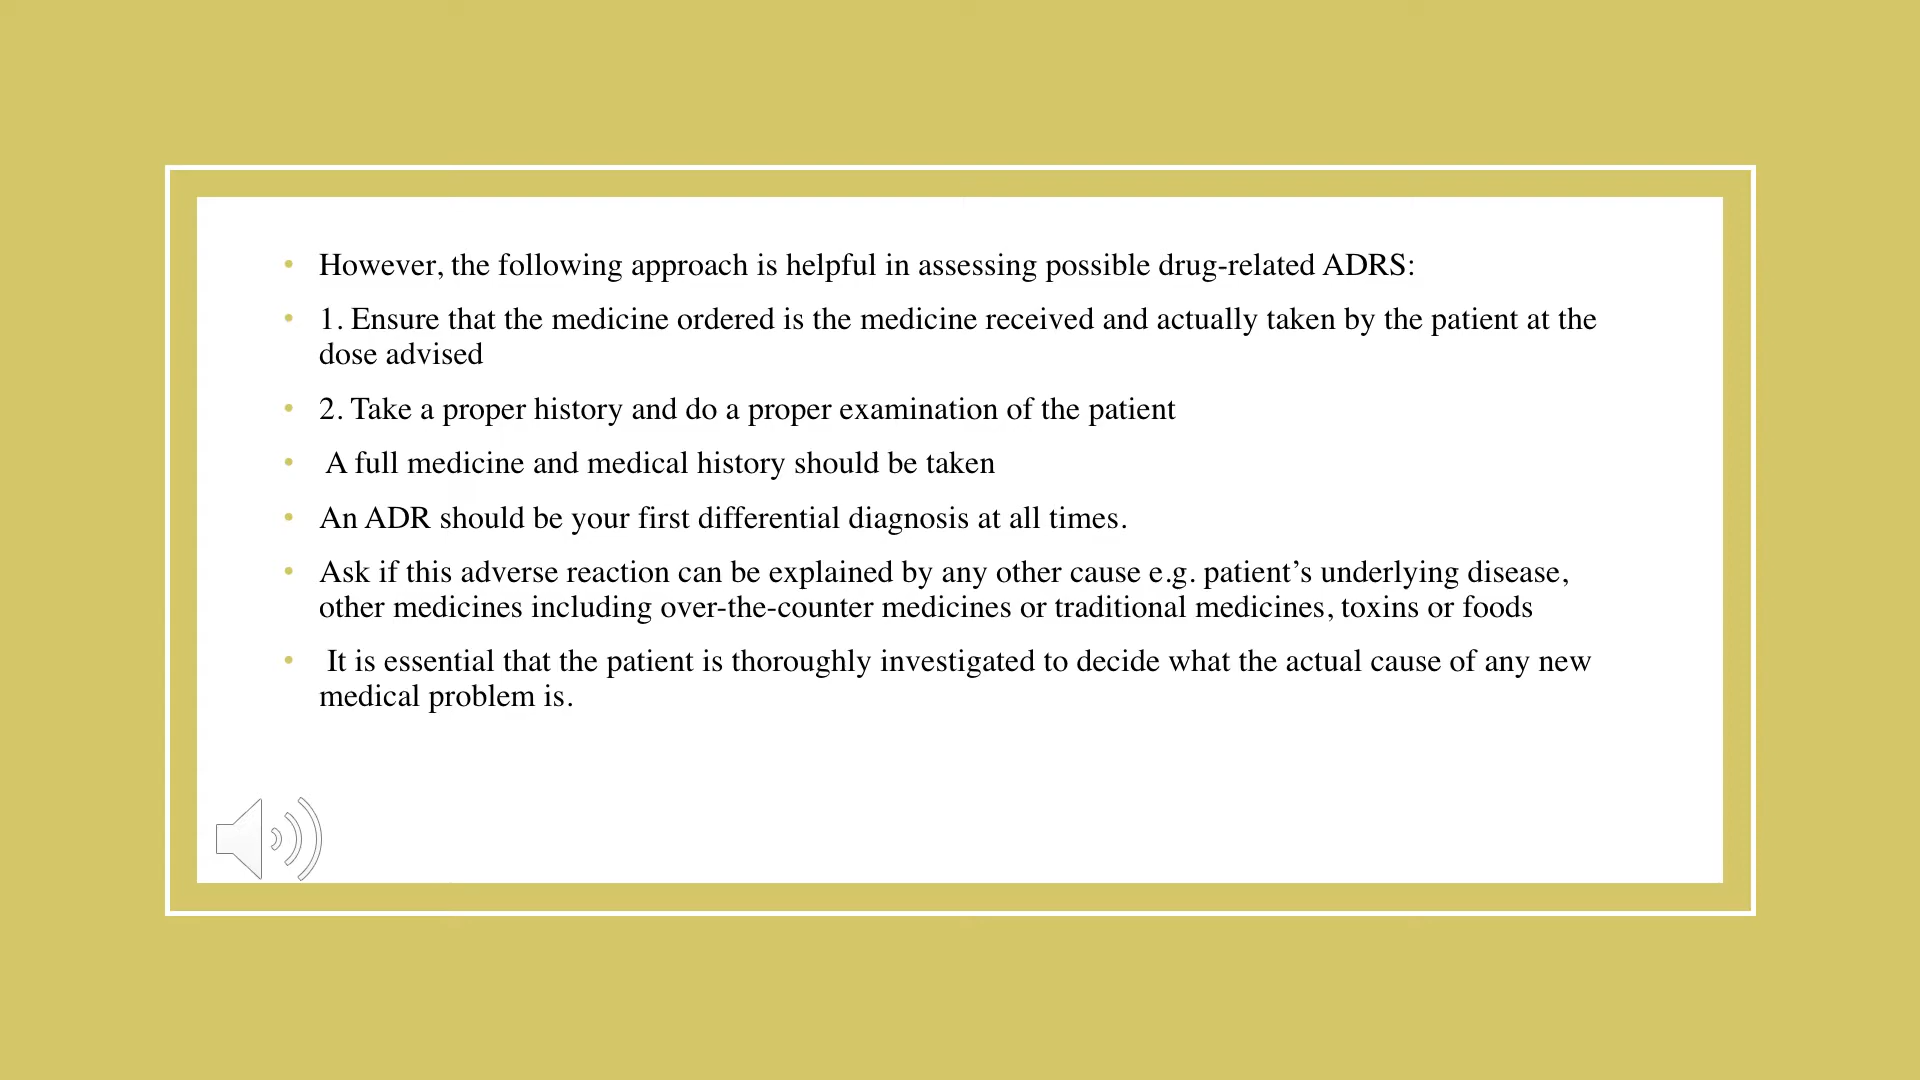 • However, the following approach is helpful in assessing possible drug-related ADRS:
• 1. Ensure that the medicine ordered is the medicine received and actually taken by the patient at the
dose advised
• 2. Take a proper history and do a proper examination of the patient
• A full medicine and medical history should be taken
• An ADR should be your first differential diagnosis at all times.
• Ask if this adverse reaction can be explained by any other cause e.g. patient’s underlying disease,
other medicines including over-the-counter medicines or traditional medicines, toxins or foods
• It is essential that the patient is thoroughly investigated to decide what the actual cause of any new
medical problem is.